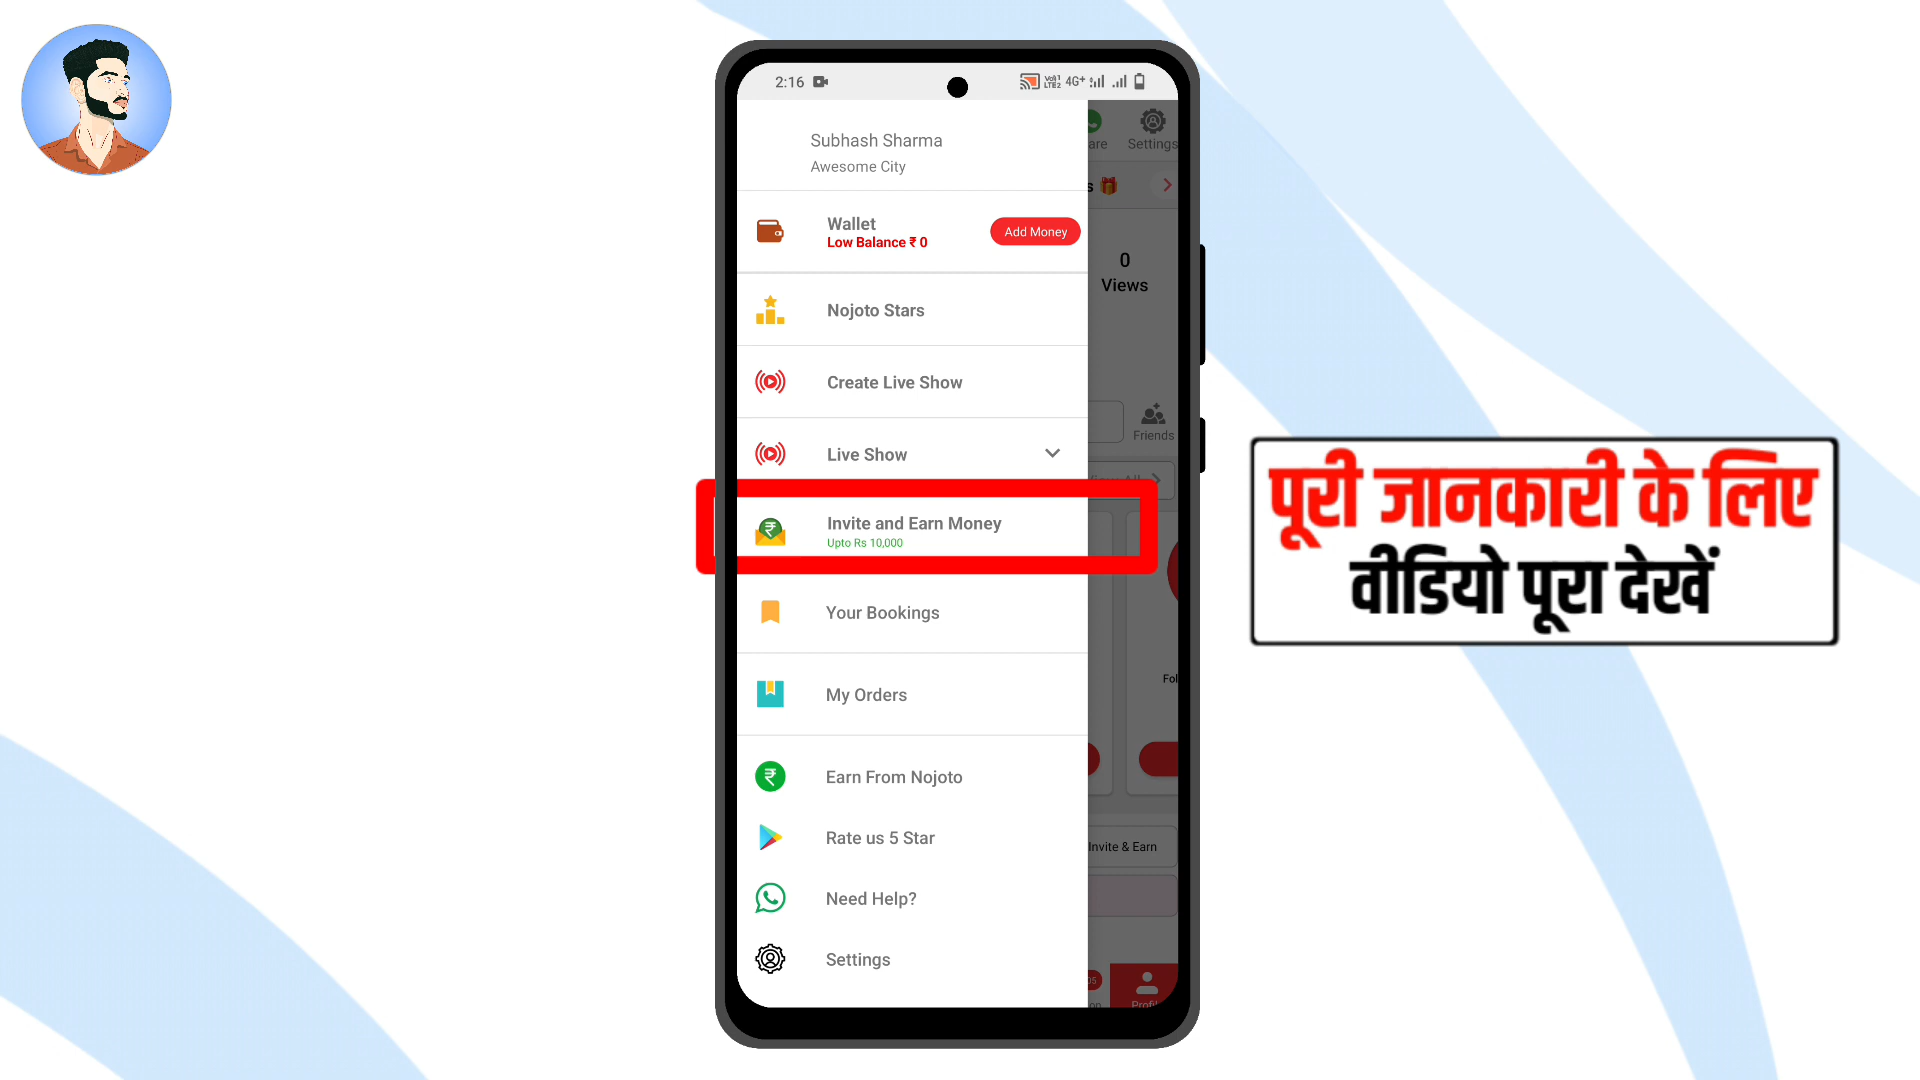 2:16
4G+
Subhash Sharma
Awesome City
Settings
Wallet
Low Balance ₹ 0
Add Money
0
Views
Nojoto Stars
Create Live Show
Friends
Live Show
Invite and Earn Money
Upto Rs 10,000
Your Bookings
My Orders
Earn From Nojoto
Rate us 5 Star
Invite & Earn
Need Help?
Settings
पूरी जानकारी के लिए
वीडियो पूरा देखें